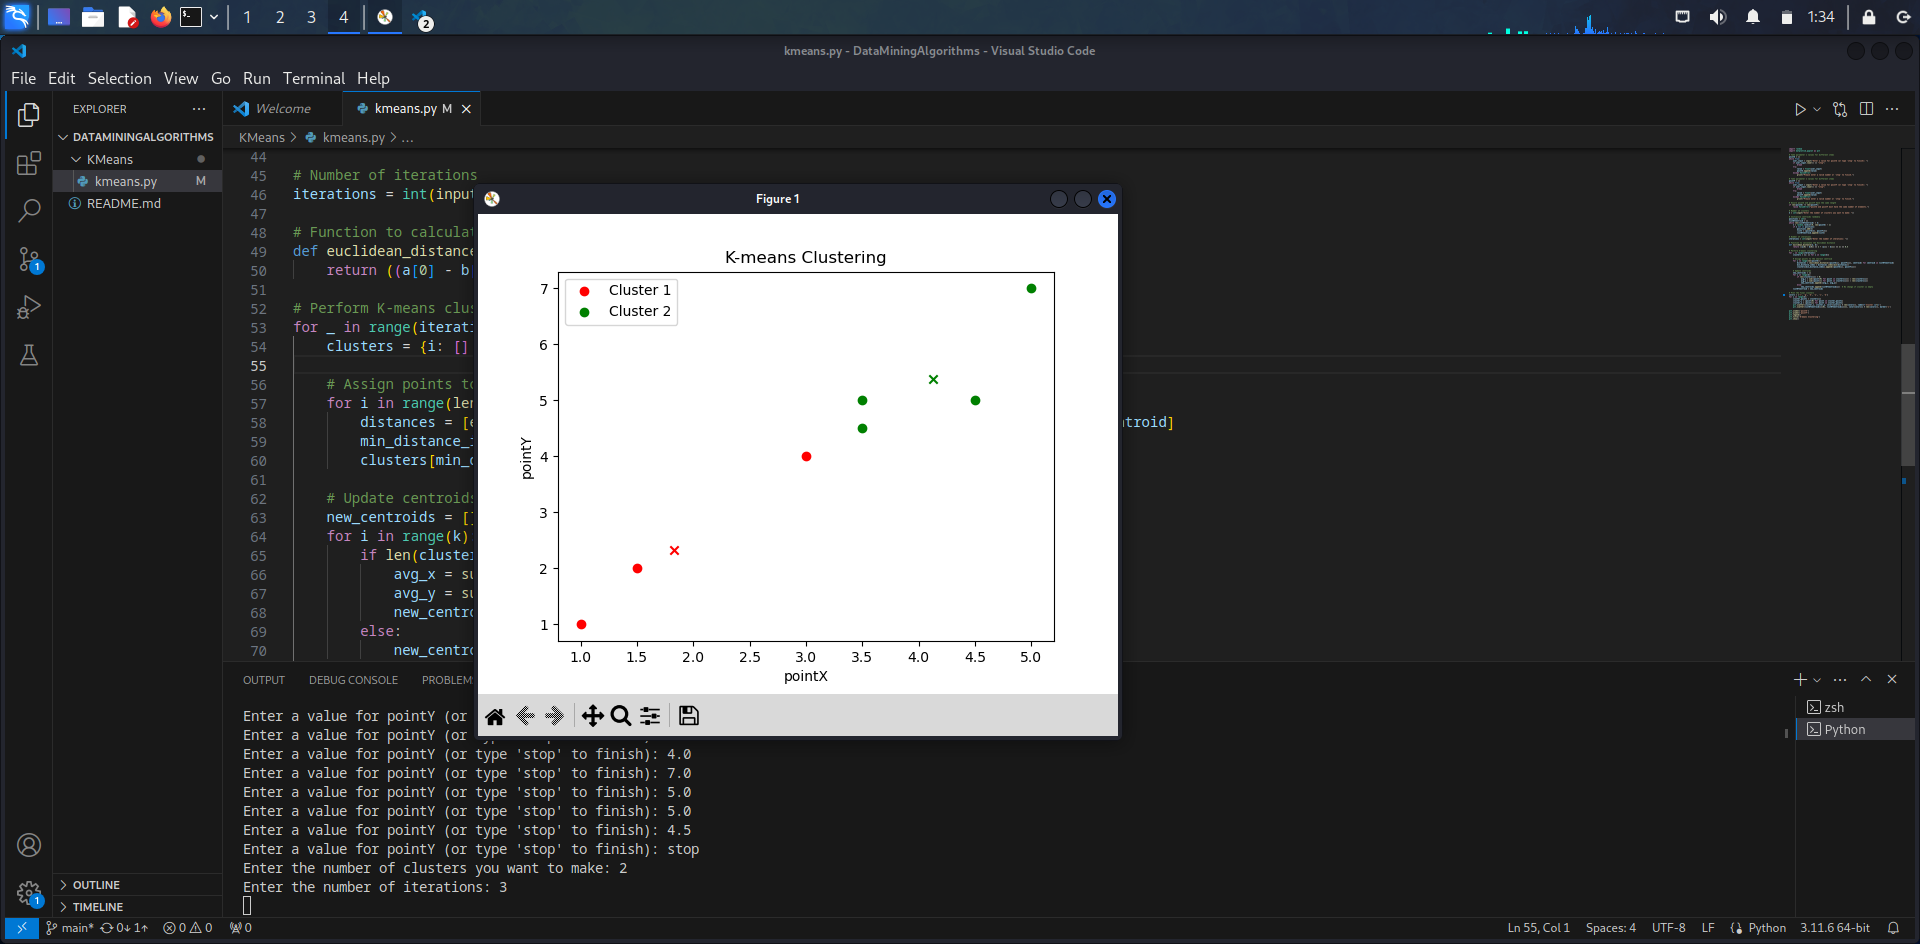 1 2 3 4 2 1:34
kmeans.py - DataMiningAlgorithms - Visual Studio Code
File Edit Selection View Go Run Terminal Help
EXPLORER
Welcome
kmeans.py M
DATAMININGALGORITHMS
KMeans
kmeans.py M
README.md
KMeans > kmeans.py > ...
44
45 # Number of iterations
46 iterations = int(input
47
48 # Function to calculat
49 def euclidean_distance
50 return ((a[0] - b
51
52 # Perform K-means clus
53 for _ in range(iterati
54 clusters = {i: []
55
56 # Assign points to
57 for i in range(len
58 distances = [e
troid]
59 min_distance_i
60 clusters[min_d
61
62 # Update centroids
63 new_centroids = []
64 for i in range(k)
65 if len(cluster
66 avg_x = su
67 avg_y = su
68 new_centro
69 else:
70 new_centro
Figure 1
K-means Clustering
Cluster 1
Cluster 2
pointY
7
6
5
4
3
2
1
1.0 1.5 2.0 2.5 3.0 3.5 4.0 4.5 5.0
pointX
OUTPUT DEBUG CONSOLE PROBLEM
Enter a value for pointY (or
Enter a value for pointY (or
Enter a value for pointY (or type 'stop' to finish): 4.0
Enter a value for pointY (or type 'stop' to finish): 7.0
Enter a value for pointY (or type 'stop' to finish): 5.0
Enter a value for pointY (or type 'stop' to finish): 5.0
Enter a value for pointY (or type 'stop' to finish): 4.5
Enter a value for pointY (or type 'stop' to finish): stop
Enter the number of clusters you want to make: 2
Enter the number of iterations: 3
zsh
Python
1
1
OUTLINE
TIMELINE
main* 0↓ 1↑ 0 0 0
Ln 55, Col 1 Spaces: 4 UTF-8 LF Python 3.11.6 64-bit